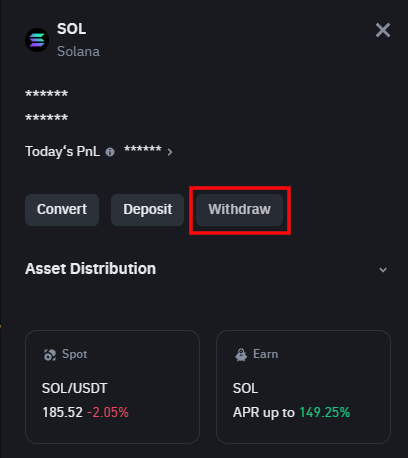 SOL
Solana
******
******
Today's PnL ******
Convert Deposit Withdraw
Asset Distribution
Spot
SOL/USDT
185.52 -2.05%
Earn
SOL
APR up to 149.25%